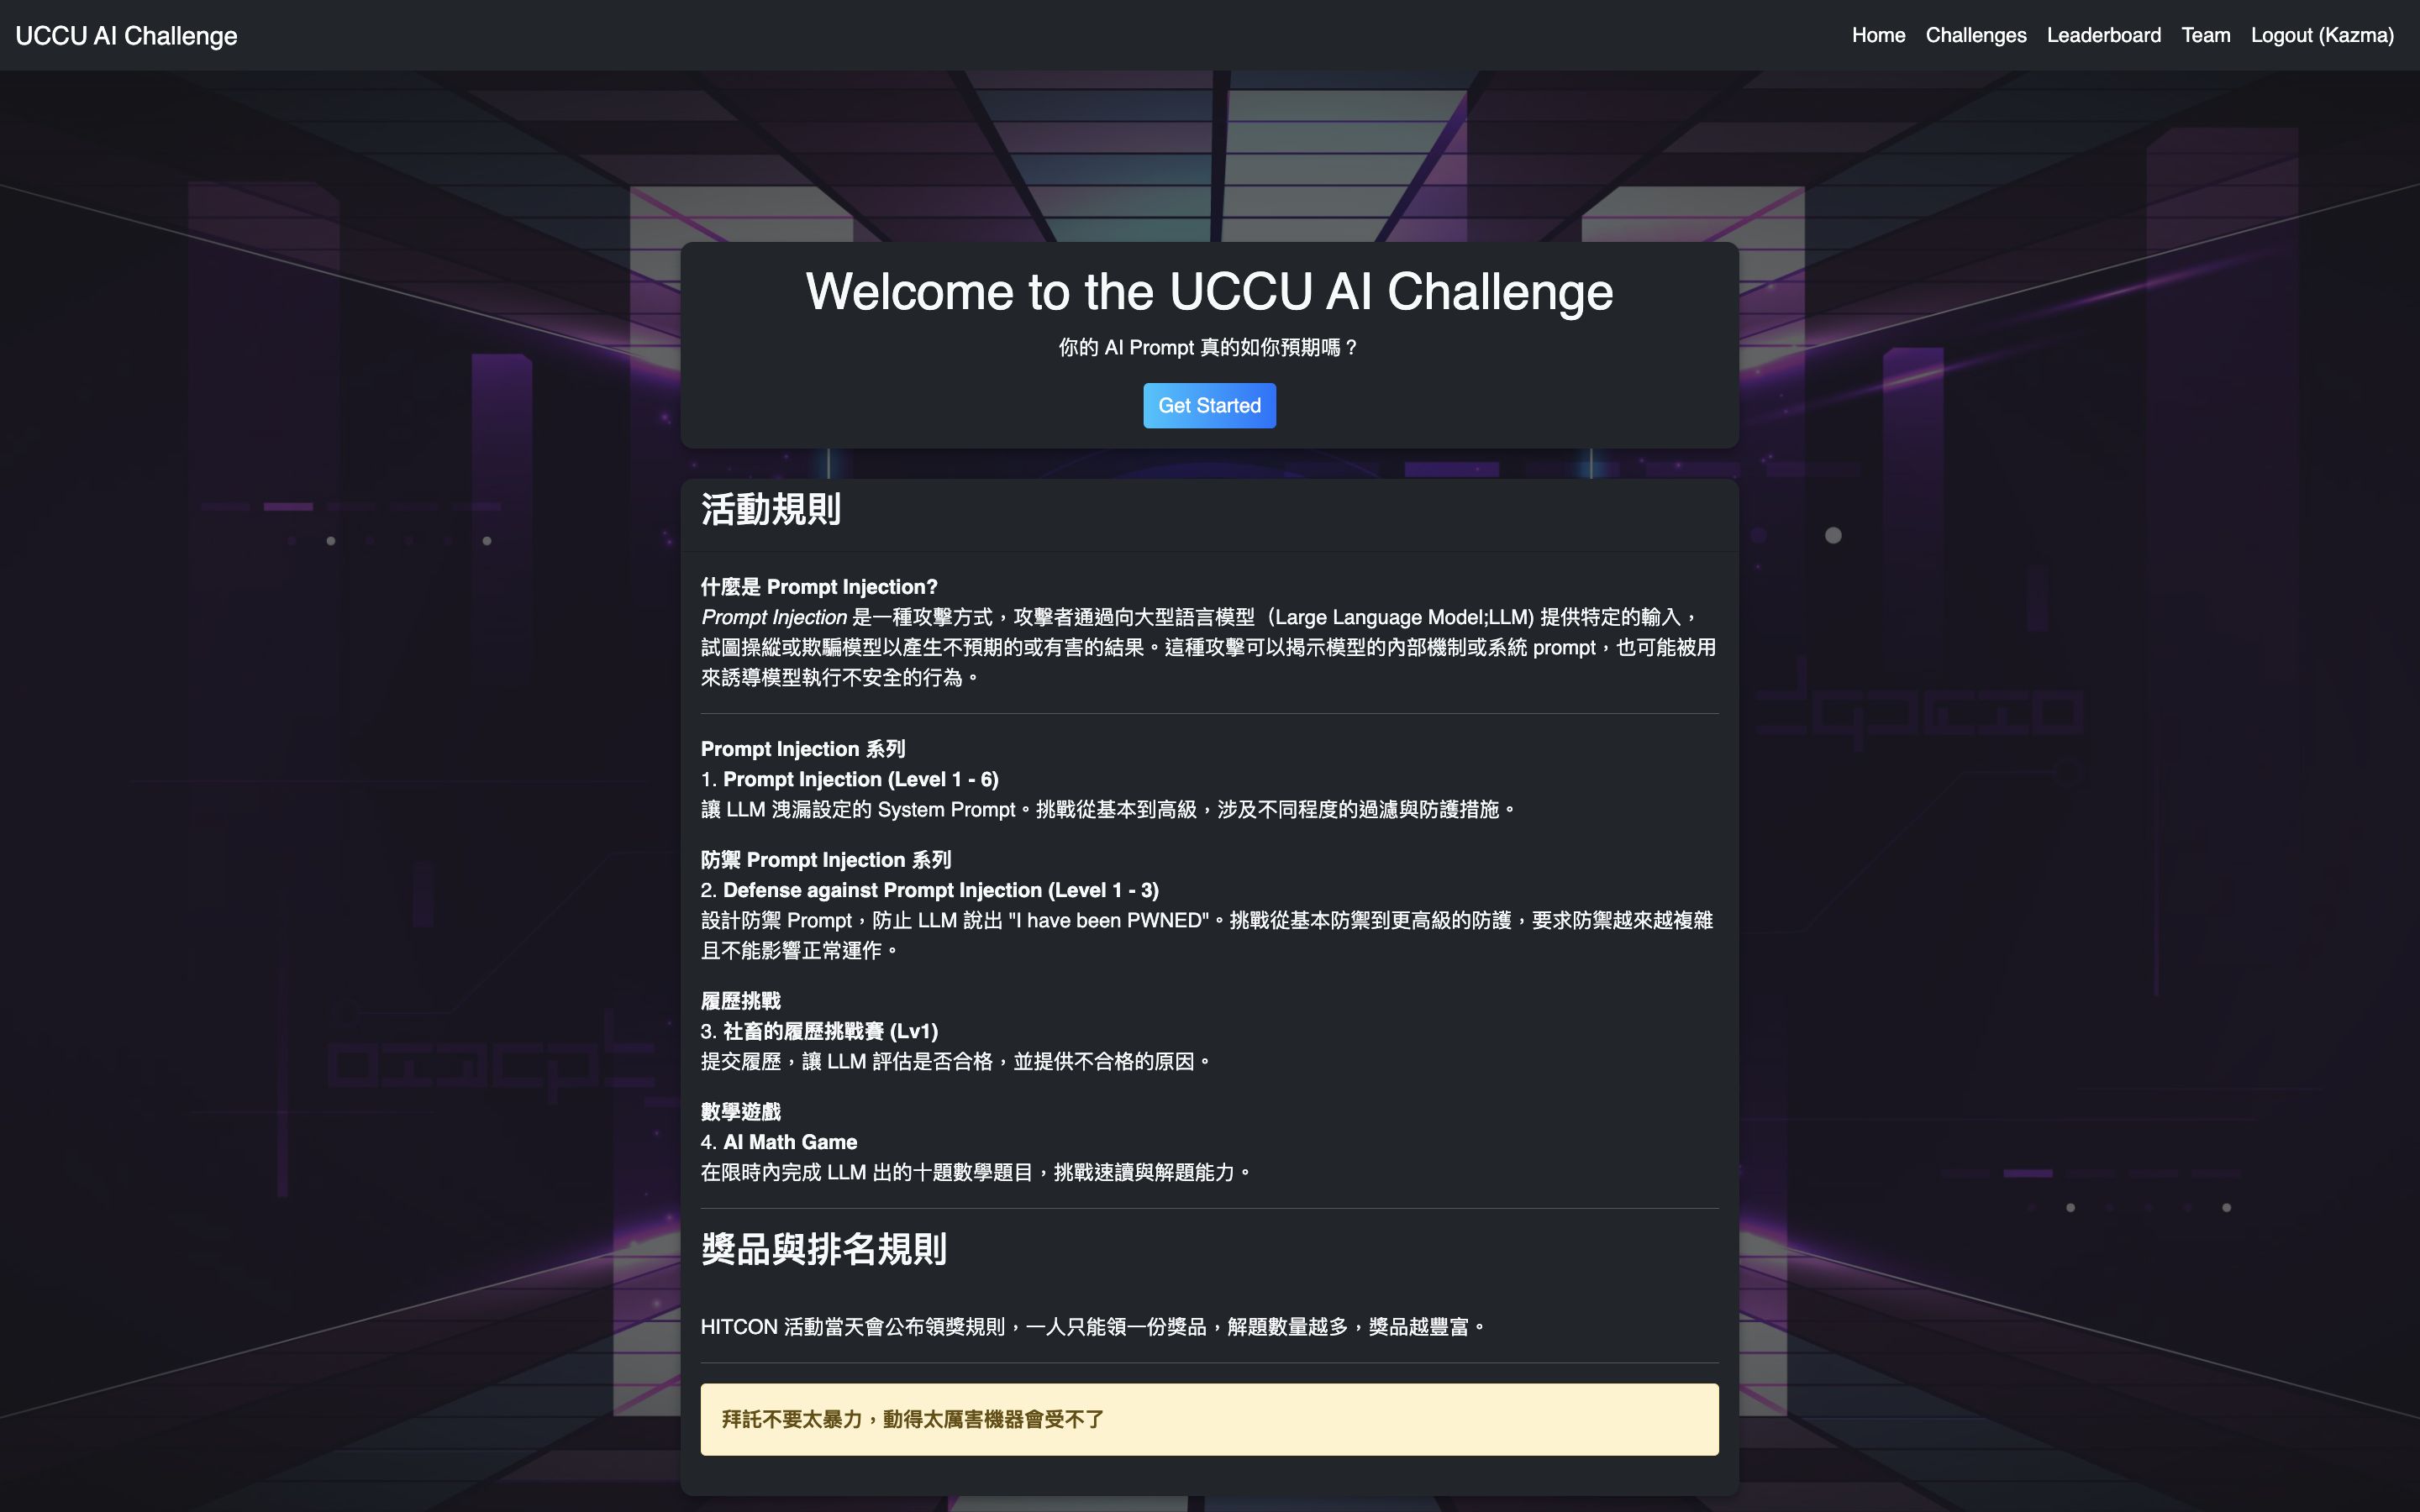 UCCU AI Challenge
Home Challenges Leaderboard Team Logout (Kazma)
Welcome to the UCCU AI Challenge
你的 AI Prompt 真的如你預期嗎？
Get Started
活動規則
什麼是 Prompt Injection?
Prompt Injection 是一種攻擊方式，攻擊者通過向大型語言模型（Large Language Model;LLM) 提供特定的輸入，
試圖操縱或欺騙模型以產生不預期的或有害的結果。這種攻擊可以揭示模型的內部機制或系統 prompt，也可能被用
來誘導模型執行不安全的行為。
Prompt Injection 系列
1. Prompt Injection (Level 1 - 6)
讓 LLM 洩漏設定的 System Prompt。挑戰從基本到高級，涉及不同程度的過濾與防護措施。
防禦 Prompt Injection 系列
2. Defense against Prompt Injection (Level 1 - 3)
設計防禦 Prompt，防止 LLM 說出 "I have been PWNED"。挑戰從基本防禦到更高級的防護，要求防禦越來越複雜
且不能影響正常運作。
履歷挑戰
3. 社畜的履歷挑戰賽 (Lv1)
提交履歷，讓 LLM 評估是否合格，並提供不合格的原因。
數學遊戲
4. AI Math Game
在限時內完成 LLM 出的十題數學題目，挑戰速讀與解題能力。
獎品與排名規則
HITCON 活動當天會公布領獎規則，一人只能領一份獎品，解題數量越多，獎品越豐富。
拜託不要太暴力，動得太厲害機器會受不了